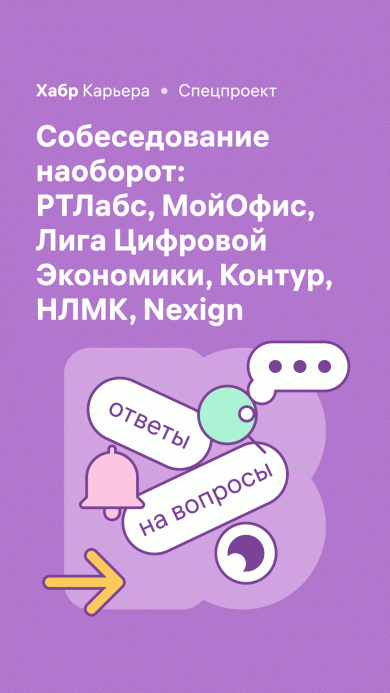 Хабр Карьера • Спецпроект
Собеседование
наоборот:
РТЛабс, МойОфис,
Лига Цифровой
Экономики, Контур,
НЛМК, Nexign
ответы
на вопросы